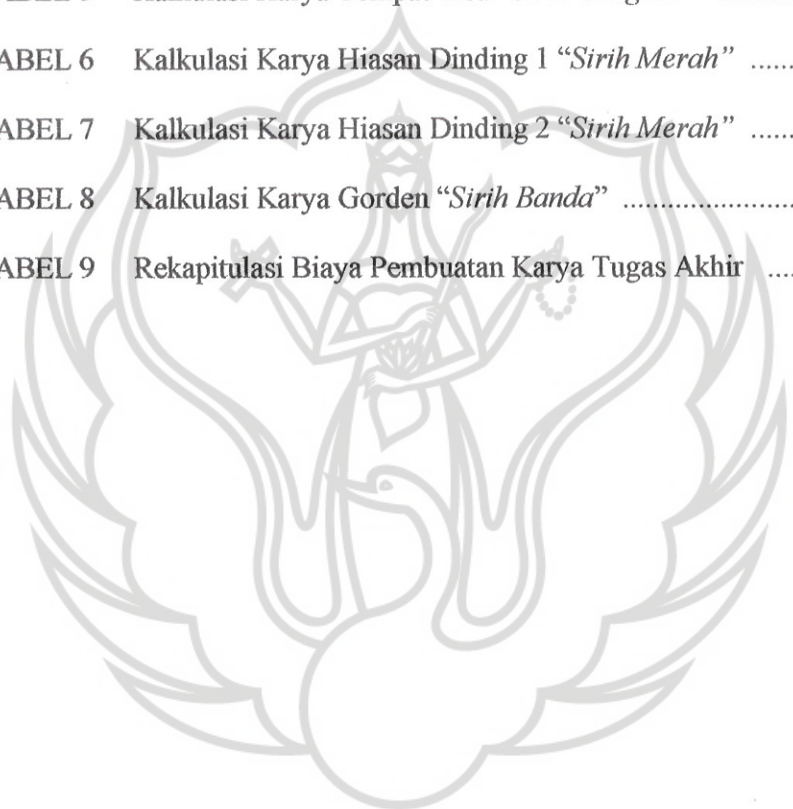 ABEL 6 Kalkulasi Karya Hiasan Dinding 1 “Sirih Merah” ......
ABEL 7 Kalkulasi Karya Hiasan Dinding 2 “Sirih Merah” ......
ABEL 8 Kalkulasi Karya Gorden “Sirih Banda” .......................
ABEL 9 Rekapitulasi Biaya Pembuatan Karya Tugas Akhir ....